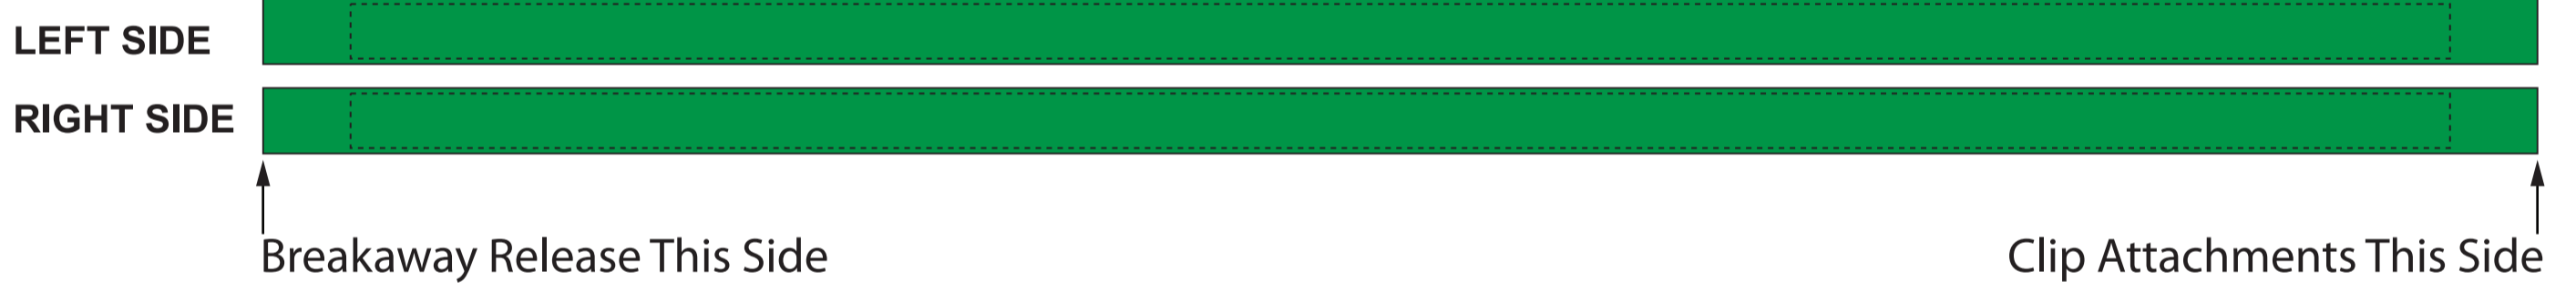 LEFT SIDE
RIGHT SIDE
Breakaway Release This Side
Clip Attachments This Side